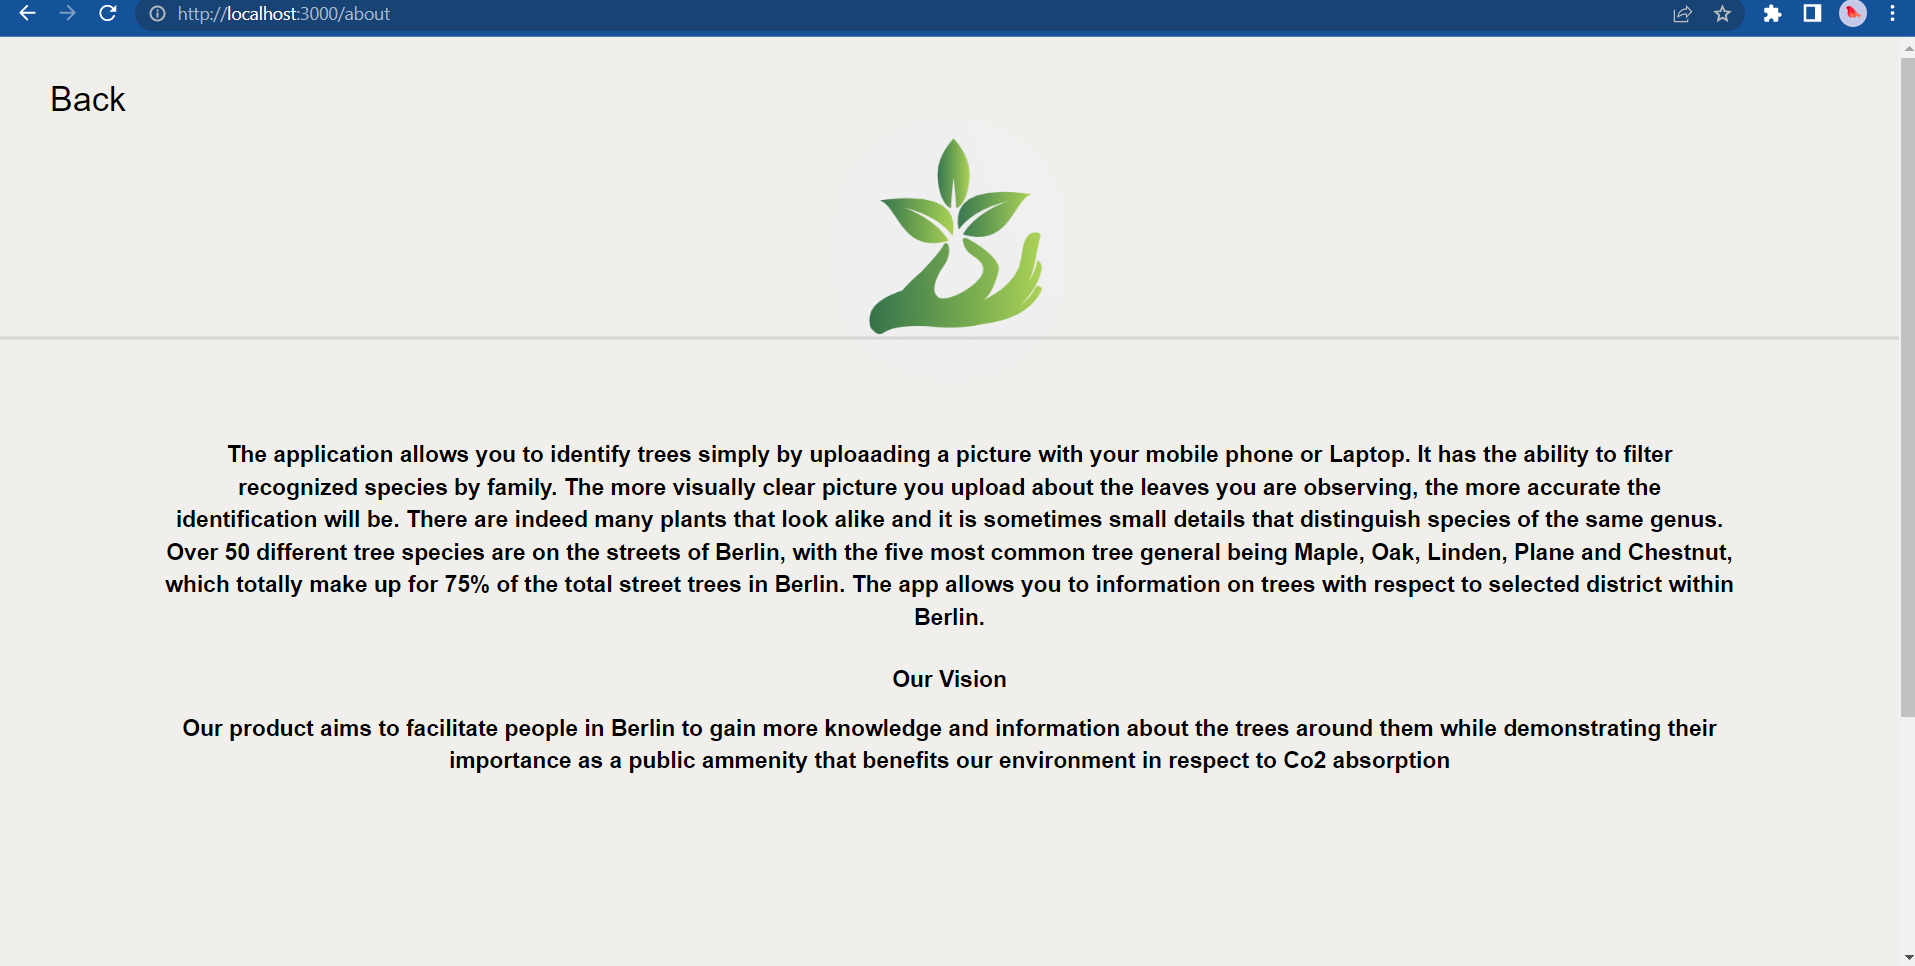 http://localhost:3000/about
Back
The application allows you to identify trees simply by uploaading a picture with your mobile phone or Laptop. It has the ability to filter
recognized species by family. The more visually clear picture you upload about the leaves you are observing, the more accurate the
identification will be. There are indeed many plants that look alike and it is sometimes small details that distinguish species of the same genus.
Over 50 different tree species are on the streets of Berlin, with the five most common tree general being Maple, Oak, Linden, Plane and Chestnut,
which totally make up for 75% of the total street trees in Berlin. The app allows you to information on trees with respect to selected district within
Berlin.
Our Vision
Our product aims to facilitate people in Berlin to gain more knowledge and information about the trees around them while demonstrating their
importance as a public ammenity that benefits our environment in respect to Co2 absorption